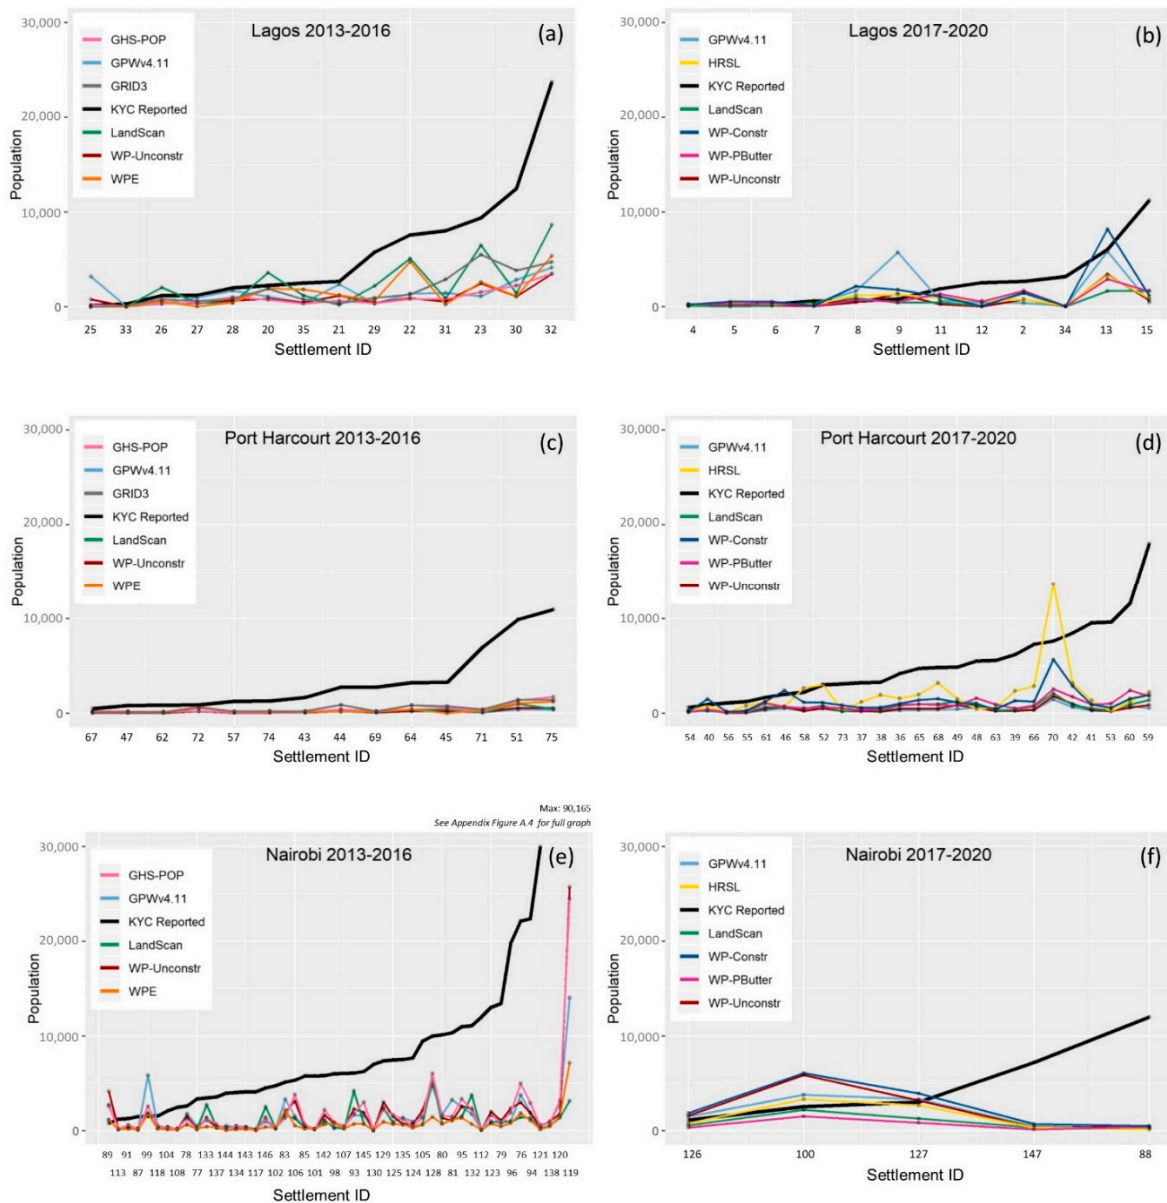 Lagos 2013-2016
(a)
30,000
20,000
10,000
0
Population
GHS-POP
GPWv4.11
GRID3
KYC Reported
LandScan
WP-Unconstr
WPE
25 33 26 27 28 20 35 21 29 22 31 23 30 32
Settlement ID
Lagos 2017-2020
(b)
30,000
20,000
10,000
0
Population
GPWv4.11
HRSL
KYC Reported
LandScan
WP-Constr
WP-PButter
WP-Unconstr
4 5 6 7 8 9 11 12 2 34 13 15
Settlement ID
Port Harcourt 2013-2016
(c)
30,000
20,000
10,000
0
Population
GHS-POP
GPWv4.11
GRID3
KYC Reported
LandScan
WP-Unconstr
WPE
67 47 62 72 57 74 43 44 69 64 45 71 51 75
Settlement ID
Port Harcourt 2017-2020
(d)
30,000
20,000
10,000
0
Population
GPWv4.11
HRSL
KYC Reported
LandScan
WP-Constr
WP-PButter
WP-Unconstr
54 40 56 55 61 46 58 52 73 37 38 36 65 68 49 48 63 39 66 70 42 41 53 60 59
Settlement ID
Max: 90,165
See Appendix Figure A.4 for full graph
Nairobi 2013-2016
(e)
30,000
20,000
10,000
0
Population
GHS-POP
GPWv4.11
KYC Reported
LandScan
WP-Unconstr
WPE
89 91 99 104 78 133 134 143 146 83 85 142 107 145 129 135 105 80 95 112 79 76 121 120
113 87 118 108 77 137 144 117 102 106 101 98 93 130 125 124 128 81 132 123 96 94 138 119
Settlement ID
Nairobi 2017-2020
(f)
30,000
20,000
10,000
0
Population
GPWv4.11
HRSL
KYC Reported
LandScan
WP-Constr
WP-PButter
WP-Unconstr
126 100 127 147 88
Settlement ID